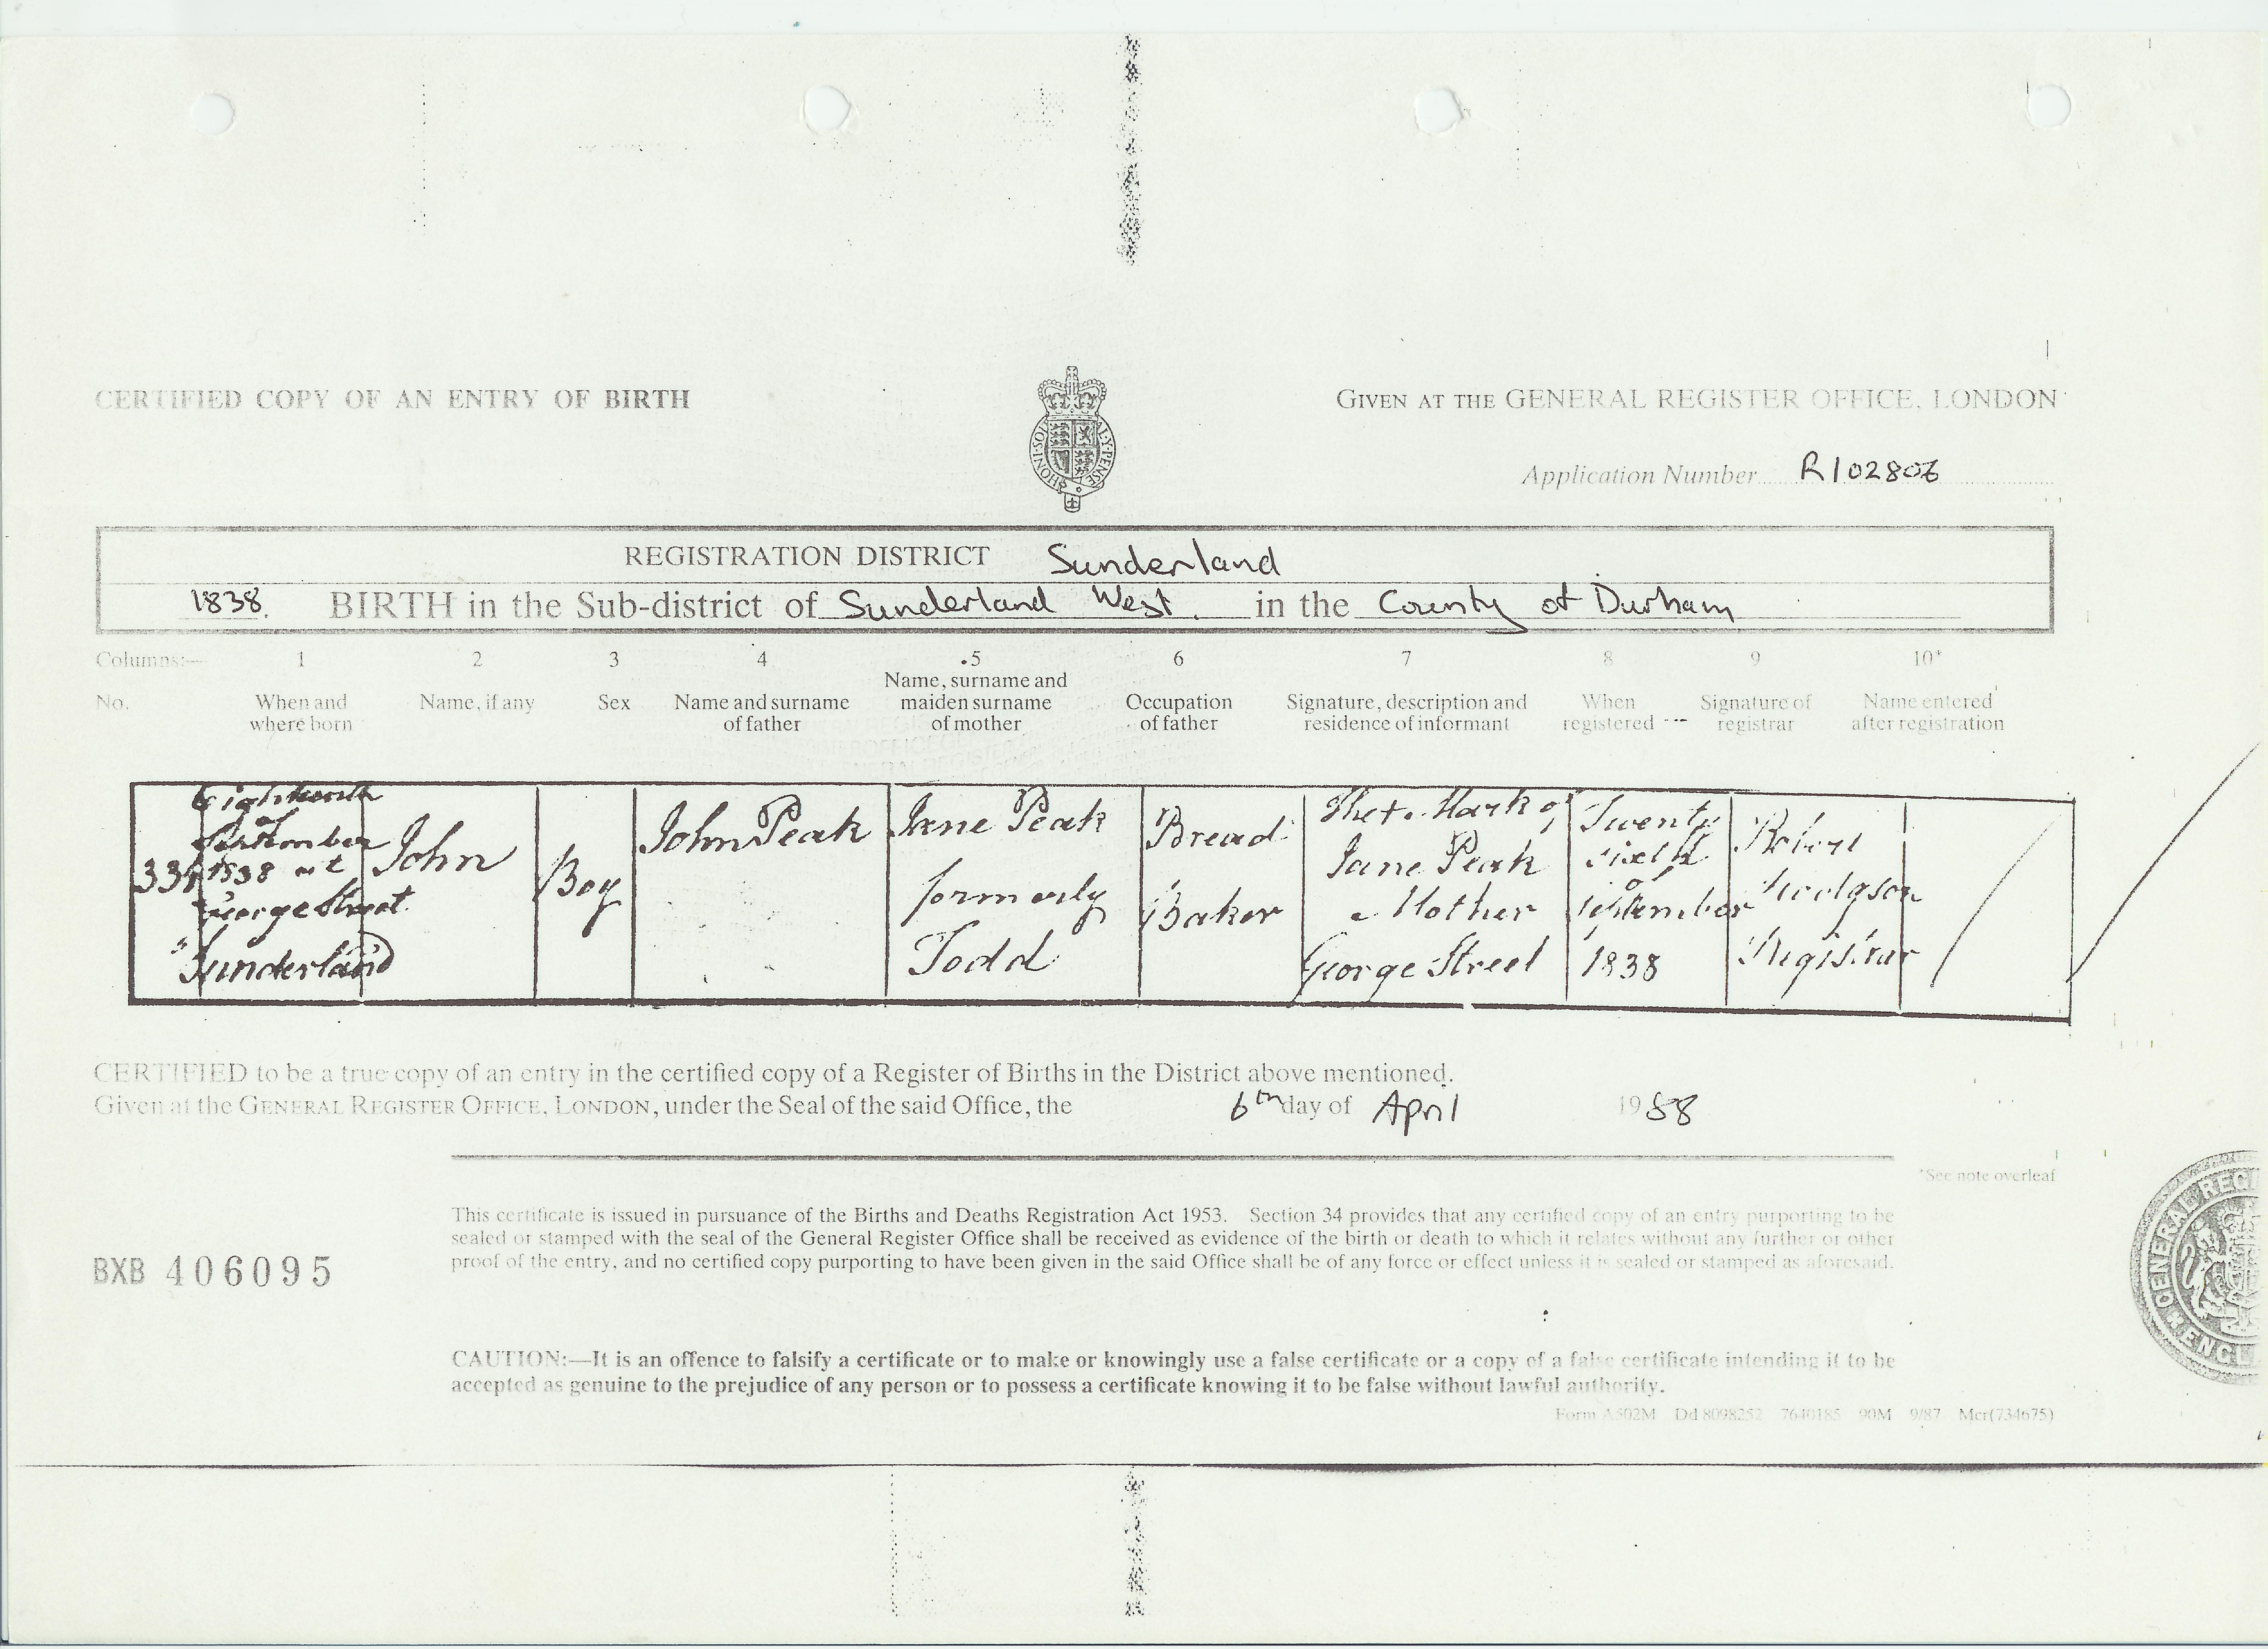 CERTIFIED COPY OF AN ENTRY OF BIRTH
GIVEN AT THE GENERAL REGISTER OFFICE, LONDON
Application Number R102806
REGISTRATION DISTRICT Sunderland
1838. BIRTH in the Sub-district of Sunderland West. in the County of Durham
Columns:— 1 2 3 4 5 6 7 8 9 10*
No. When and where born Name, if any Sex Name and surname of father Name, surname and maiden surname of mother Occupation of father Signature, description and residence of informant When registered Signature of registrar Name entered after registration
Eighteenth
of
September
1838 at
George Street
Sunderland
John
Boy
John Peak
Jane Peak
formerly
Todd
Bread
Baker
The + Mark of
Jane Peak
Mother
George Street
Twenty
sixth
of
September
1838
Robert
Hodgson
Registrar
CERTIFIED to be a true copy of an entry in the certified copy of a Register of Births in the District above mentioned.
Given at the GENERAL REGISTER OFFICE, LONDON, under the Seal of the said Office, the 6th day of April 1988
*See note overleaf
This certificate is issued in pursuance of the Births and Deaths Registration Act 1953. Section 34 provides that any certified copy of an entry purporting to be
sealed or stamped with the seal of the General Register Office shall be received as evidence of the birth or death to which it relates without any further or other
proof of the entry, and no certified copy purporting to have been given in the said Office shall be of any force or effect unless it is sealed or stamped as aforesaid.
BXB 406095
CAUTION:—It is an offence to falsify a certificate or to make or knowingly use a false certificate or a copy of a false certificate intending it to be
accepted as genuine to the prejudice of any person or to possess a certificate knowing it to be false without lawful authority.
Form A502M Dd 8098252 7640185 90M 9/87 Mcr(734675)